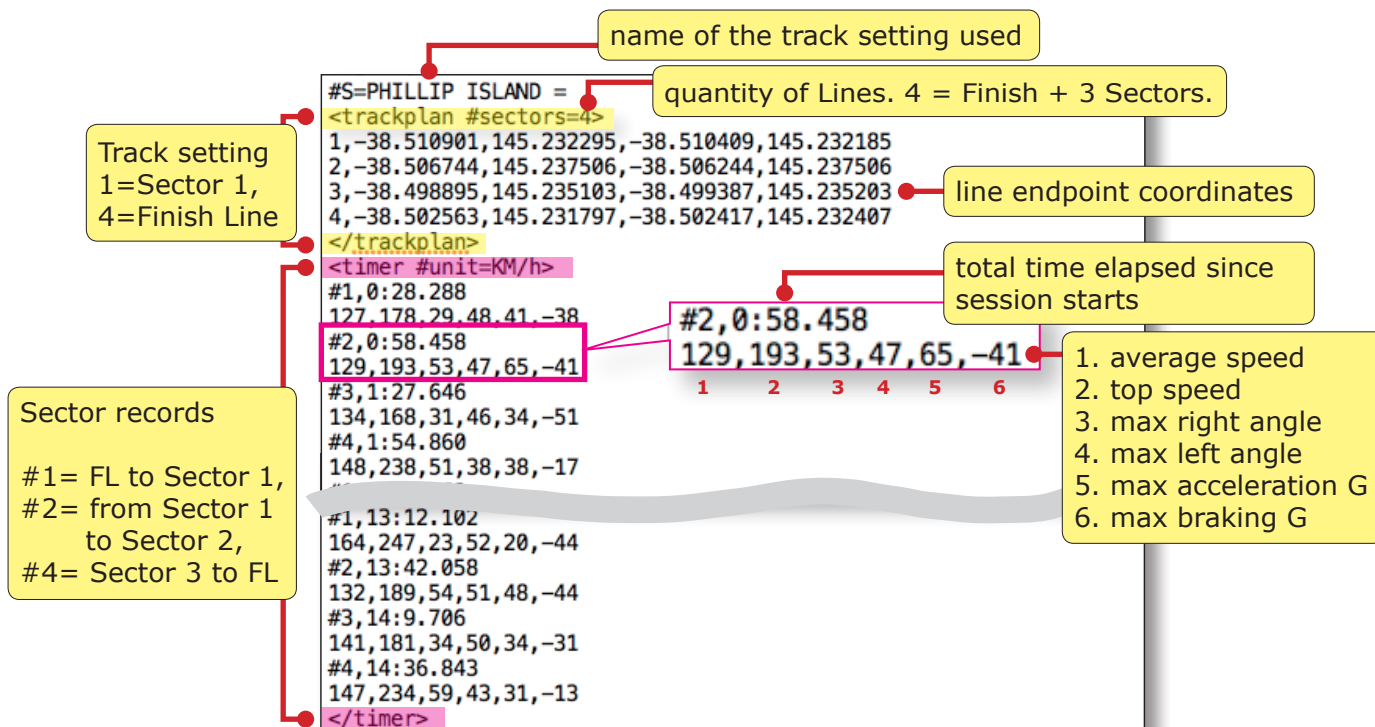 name of the track setting used
#S=PHILLIP ISLAND =
quantity of Lines. 4 = Finish + 3 Sectors.
<trackplan #sectors=4>
1,-38.510901,145.232295,-38.510409,145.232185
2,-38.506744,145.237506,-38.506244,145.237506
3,-38.498895,145.235103,-38.499387,145.235203
4,-38.502563,145.231797,-38.502417,145.232407
</trackplan>
Track setting
1=Sector 1,
4=Finish Line
line endpoint coordinates
<timer #unit=KM/h>
#1,0:28.288
127,178,29,48,41,-38
#2,0:58.458
129,193,53,47,65,-41
#3,1:27.646
134,168,31,46,34,-51
#4,1:54.860
148,238,51,38,38,-17
total time elapsed since
session starts
#2,0:58.458
129,193,53,47,65,-41
1 2 3 4 5 6
1. average speed
2. top speed
3. max right angle
4. max left angle
5. max acceleration G
6. max braking G
Sector records
#1= FL to Sector 1,
#2= from Sector 1
to Sector 2,
#4= Sector 3 to FL
#1,13:12.102
164,247,23,52,20,-44
#2,13:42.058
132,189,54,51,48,-44
#3,14:9.706
141,181,34,50,34,-31
#4,14:36.843
147,234,59,43,31,-13
</timer>